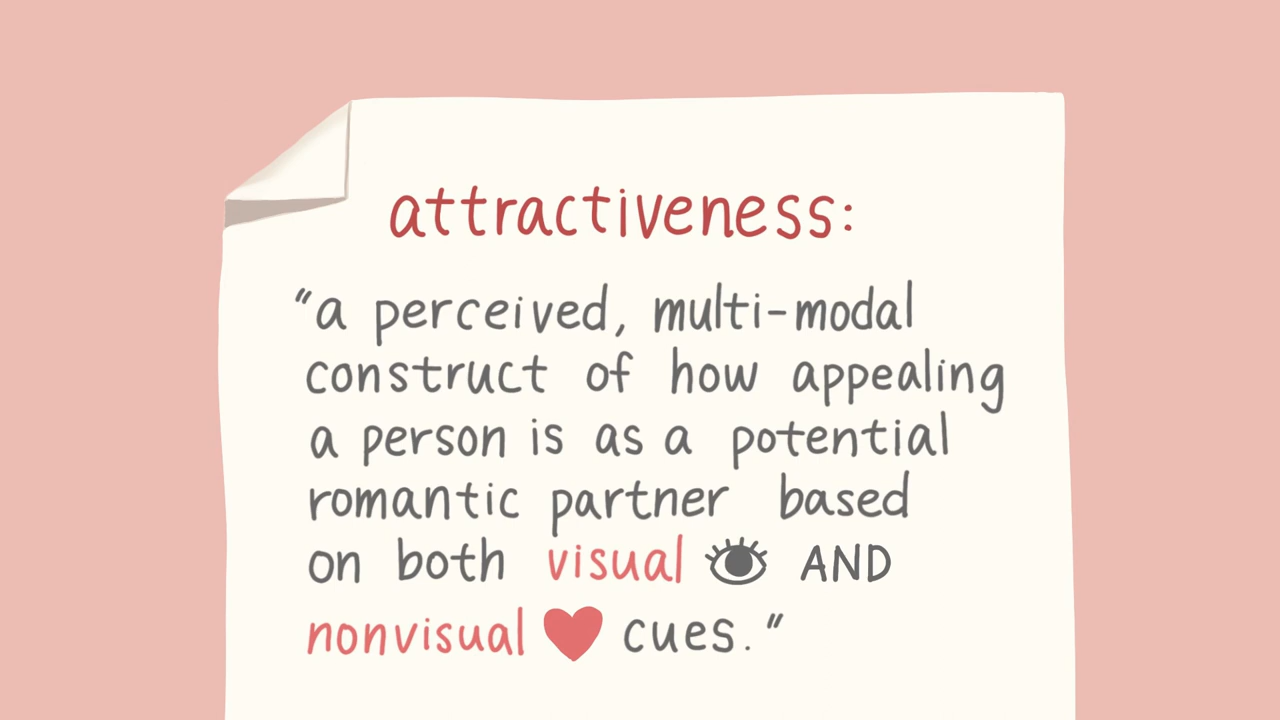 attractiveness:
"a perceived, multi-modal
construct of how appealing
a person is as a potential
romantic partner based
on both visual AND
nonvisual cues."